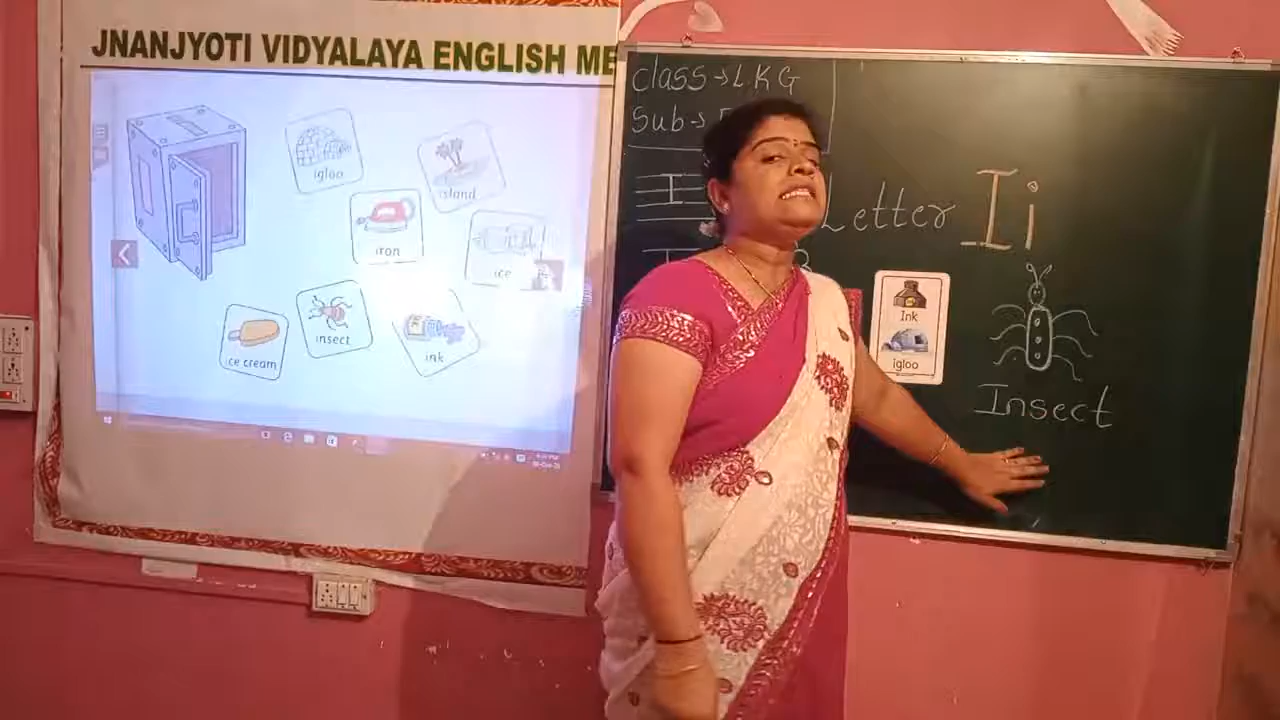 JNANJYOTI VIDYALAYA ENGLISH ME
igloo
island
iron
ice
insect
ice cream
ink
Class → L.K.G
Sub →
I
Letter Ii
Ink
igloo
Insect